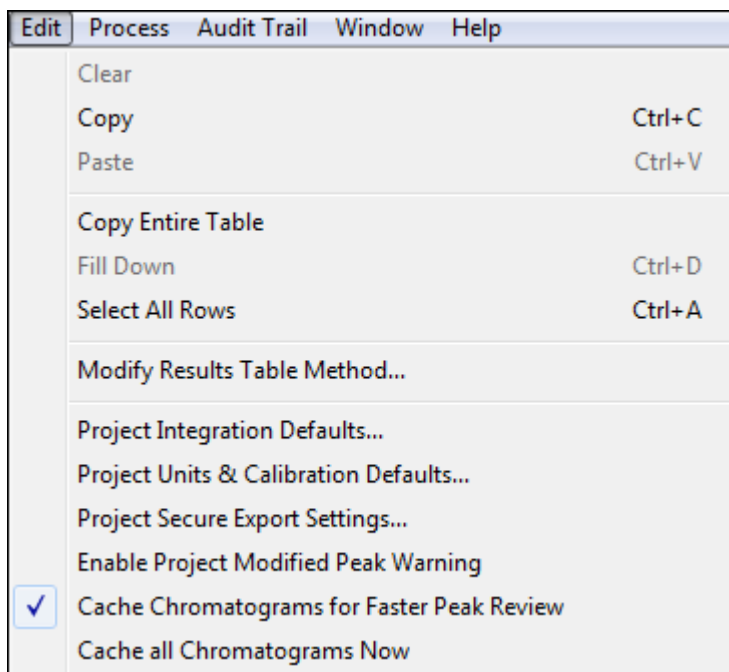 Edit Process Audit Trail Window Help
Clear
Copy Ctrl+C
Paste Ctrl+V
Copy Entire Table
Fill Down Ctrl+D
Select All Rows Ctrl+A
Modify Results Table Method...
Project Integration Defaults...
Project Units & Calibration Defaults...
Project Secure Export Settings...
Enable Project Modified Peak Warning
Cache Chromatograms for Faster Peak Review
Cache all Chromatograms Now